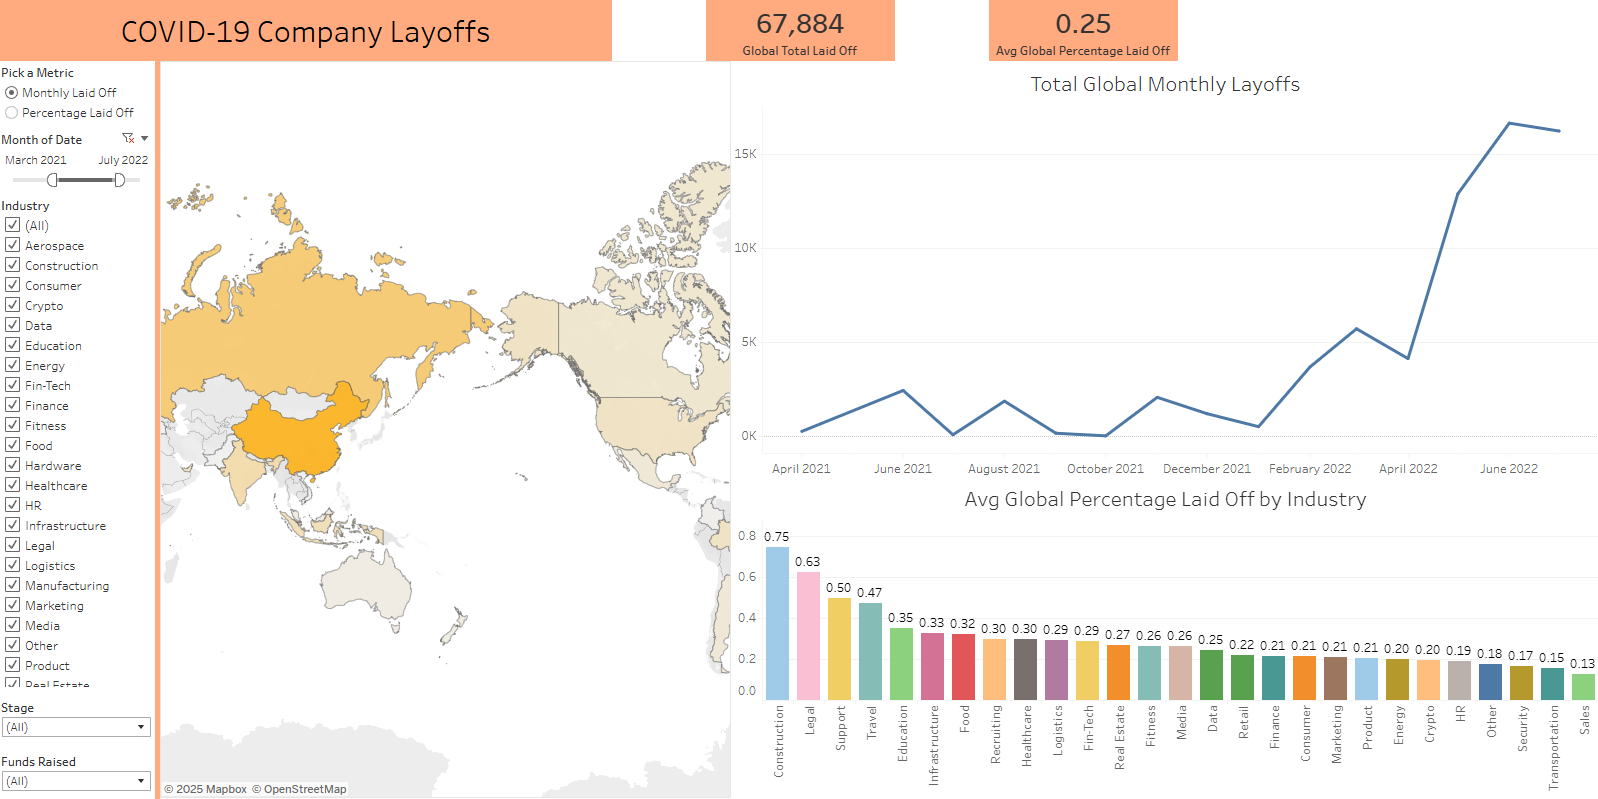 COVID-19 Company Layoffs
67,884
Global Total Laid Off
0.25
Avg Global Percentage Laid Off
Pick a Metric
Monthly Laid Off
Percentage Laid Off
Month of Date
March 2021 July 2022
Industry
(All)
Aerospace
Construction
Consumer
Crypto
Data
Education
Energy
Fin-Tech
Finance
Fitness
Food
Hardware
Healthcare
HR
Infrastructure
Legal
Logistics
Manufacturing
Marketing
Media
Other
Product
Real Estate
Stage
(All)
Funds Raised
(All)
© 2025 Mapbox © OpenStreetMap
Total Global Monthly Layoffs
15K
10K
5K
0K
April 2021 June 2021 August 2021 October 2021 December 2021 February 2022 April 2022 June 2022
Avg Global Percentage Laid Off by Industry
0.8
0.6
0.4
0.2
0.0
0.75 0.63 0.50 0.47 0.35 0.33 0.32 0.30 0.30 0.29 0.29 0.27 0.26 0.26 0.25 0.22 0.21 0.21 0.21 0.21 0.20 0.20 0.19 0.18 0.17 0.15 0.13
Construction
Legal
Support
Travel
Education
Infrastructure
Food
Recruiting
Healthcare
Logistics
Fin-Tech
Real Estate
Fitness
Media
Data
Retail
Finance
Consumer
Marketing
Product
Energy
Crypto
HR
Other
Security
Transportation
Sales